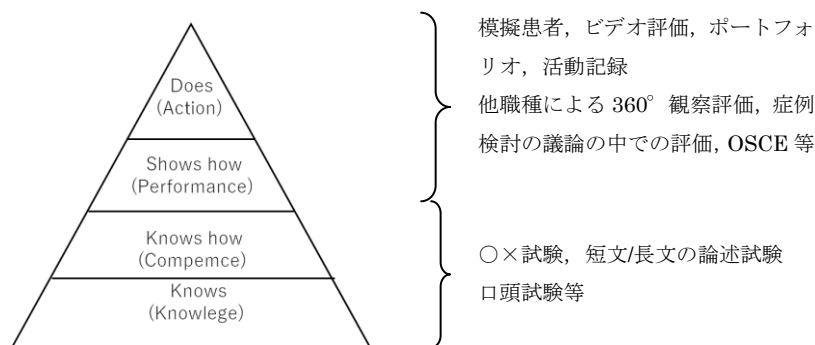 Does
(Action)
Shows how
(Performance)
Knows how
(Compemce)
Knows
(Knowlege)
模擬患者，ビデオ評価，ポートフォ
リオ，活動記録
他職種による 360°観察評価，症例
検討の議論の中での評価, OSCE 等
○×試験，短文/長文の論述試験
口頭試験等